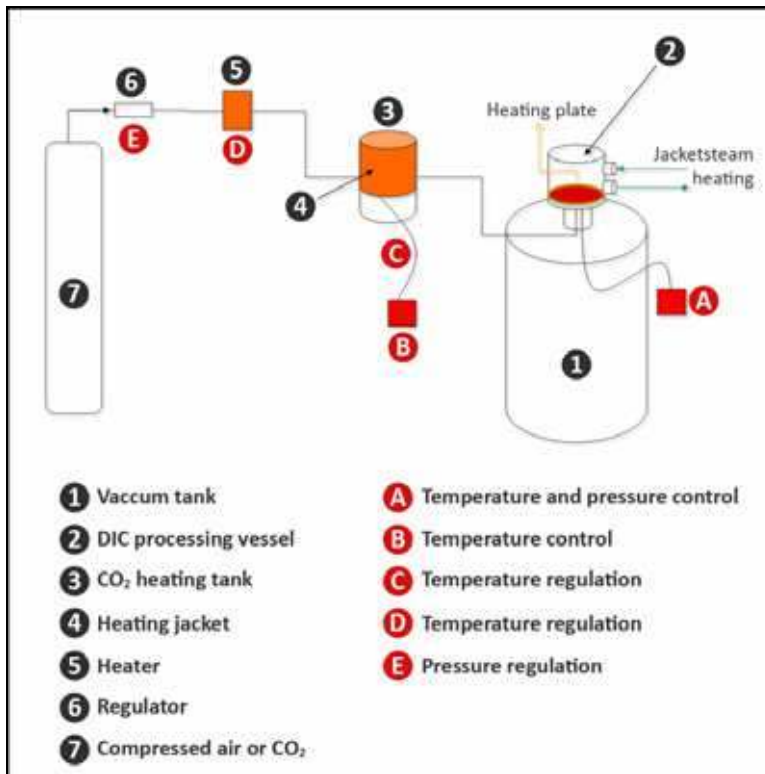 6
5
2
3
Heating plate
E
D
Jacketsteam
heating
4
C
7
A
B
1
1 Vaccum tank
2 DIC processing vessel
3 CO₂ heating tank
4 Heating jacket
5 Heater
6 Regulator
7 Compressed air or CO₂
A Temperature and pressure control
B Temperature control
C Temperature regulation
D Temperature regulation
E Pressure regulation